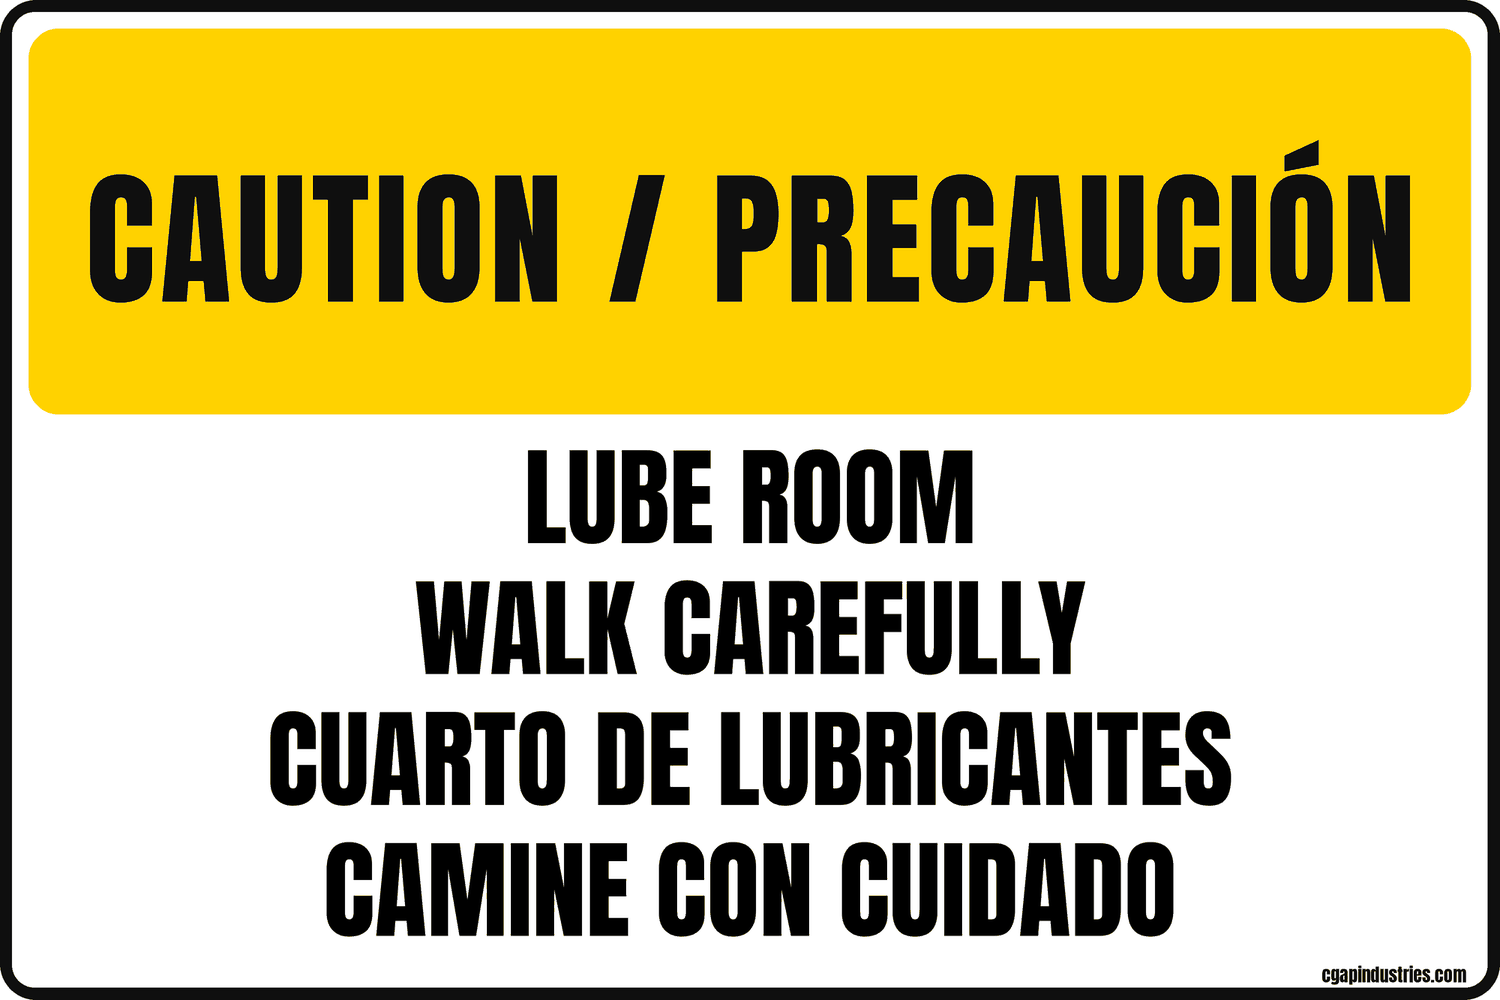 CAUTION / PRECAUCIÓN
LUBE ROOM
WALK CAREFULLY
CUARTO DE LUBRICANTES
CAMINE CON CUIDADO
cgapindustries.com